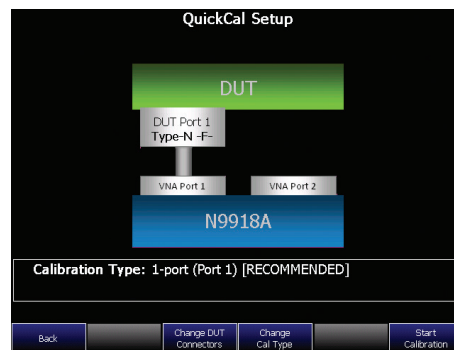 QuickCal Setup
DUT
DUT Port 1
Type-N -F-
VNA Port 1
VNA Port 2
N9918A
Calibration Type: 1-port (Port 1) [RECOMMENDED]
Back
Change DUT
Connectors
Change
Cal Type
Start
Calibration